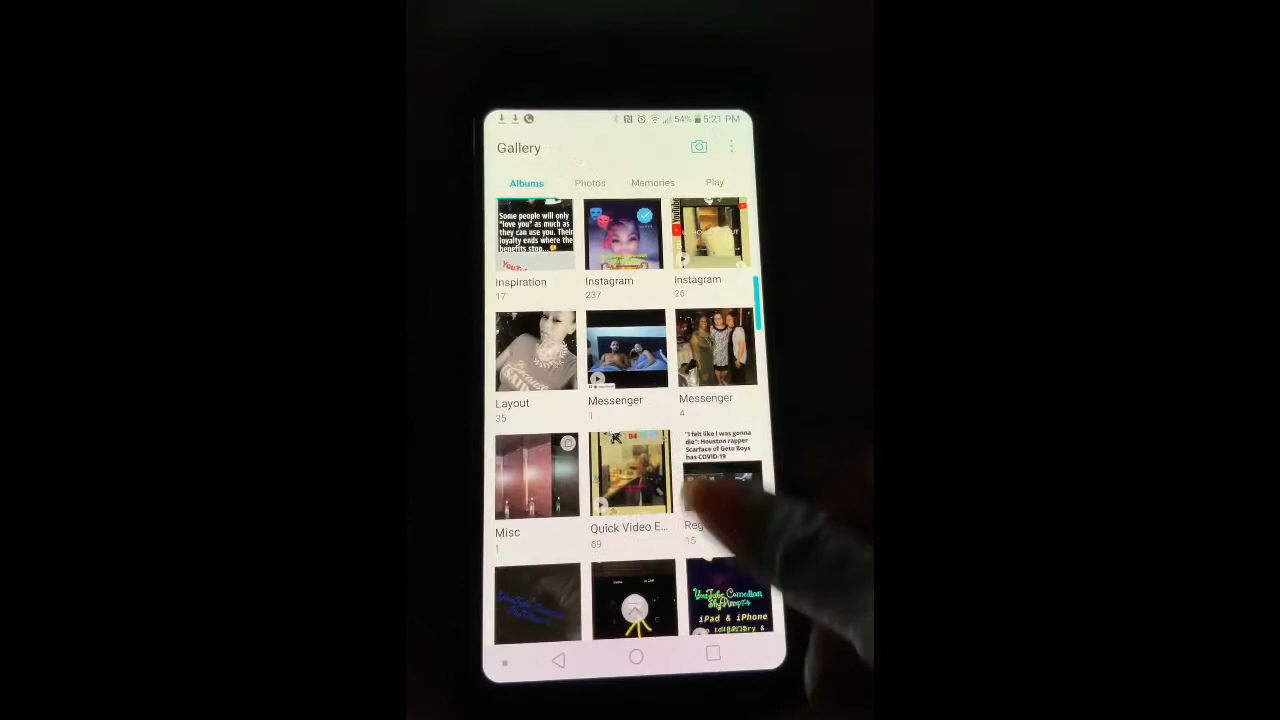 54% 5:21 PM
Gallery
Albums Photos Memories Play
Some people will only
"love you" as much as
they can use you. Their
loyalty ends where the
benefits stop...
YouTube
Inspiration
17
Instagram
237
Instagram
26
Layout
35
Messenger
1
Messenger
4
"I felt like I was gonna
die": Houston rapper
Scarface of Geto Boys
has COVID-19
Misc
1
Quick Video E...
69
15
YouTube Comedian
iPad & iPhone